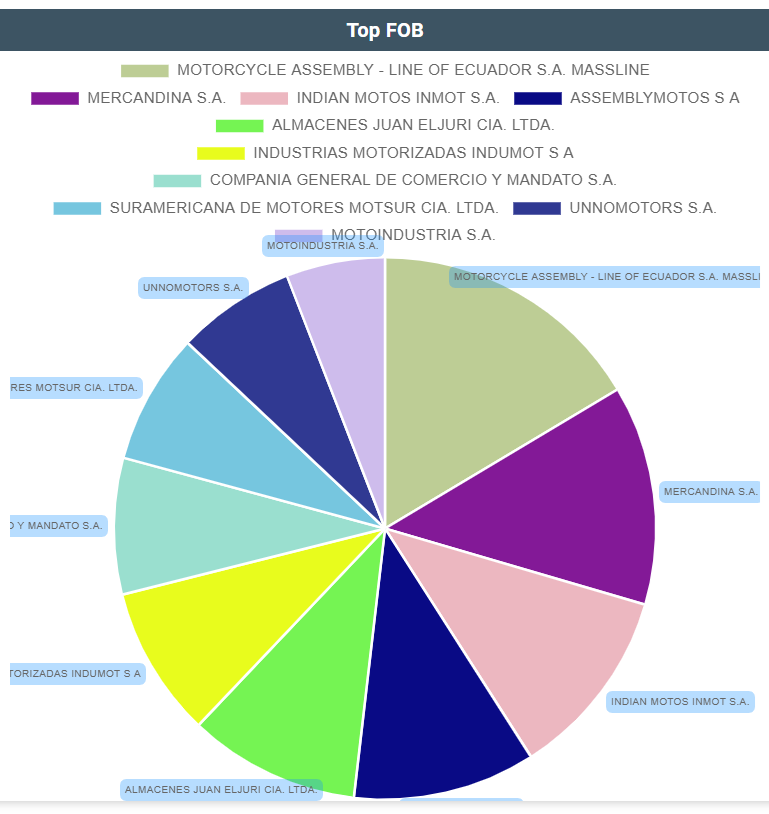 Top FOB
MOTORCYCLE ASSEMBLY - LINE OF ECUADOR S.A. MASSLINE
MERCANDINA S.A. INDIAN MOTOS INMOT S.A. ASSEMBLYMOTOS S A
ALMACENES JUAN ELJURI CIA. LTDA.
INDUSTRIAS MOTORIZADAS INDUMOT S A
COMPANIA GENERAL DE COMERCIO Y MANDATO S.A.
SURAMERICANA DE MOTORES MOTSUR CIA. LTDA. UNNOMOTORS S.A.
MOTOINDUSTRIA S.A.
MOTOINDUSTRIA S.A.
MOTORCYCLE ASSEMBLY - LINE OF ECUADOR S.A. MASSLI
UNNOMOTORS S.A.
RES MOTSUR CIA. LTDA.
MERCANDINA S.A.
O Y MANDATO S.A.
TORIZADAS INDUMOT S A
INDIAN MOTOS INMOT S.A.
ALMACENES JUAN ELJURI CIA. LTDA.